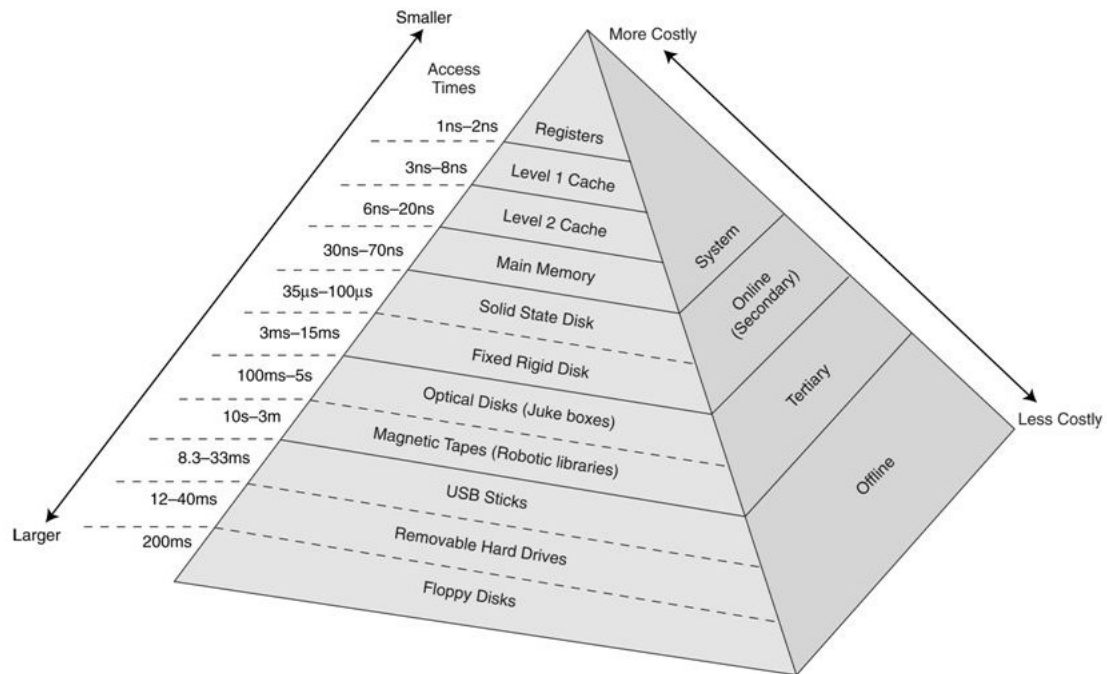 Smaller
More Costly
Access
Times
1ns–2ns
Registers
3ns–8ns
Level 1 Cache
6ns–20ns
Level 2 Cache
System
30ns–70ns
Main Memory
Online
(Secondary)
35μs–100μs
Solid State Disk
3ms–15ms
Fixed Rigid Disk
100ms–5s
Optical Disks (Juke boxes)
Tertiary
10s–3m
Magnetic Tapes (Robotic libraries)
Less Costly
8.3–33ms
USB Sticks
Offline
12–40ms
Removable Hard Drives
Larger
200ms
Floppy Disks